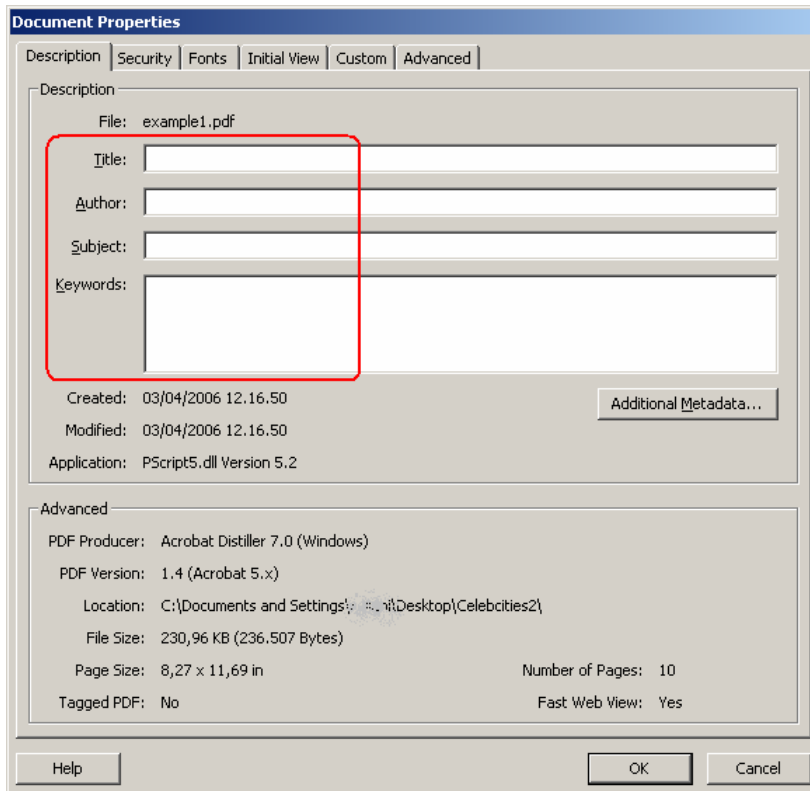 Document Properties
Description Security Fonts Initial View Custom Advanced
Description
File: example1.pdf
Title:
Author:
Subject:
Keywords:
Created: 03/04/2006 12.16.50
Additional Metadata...
Modified: 03/04/2006 12.16.50
Application: PScript5.dll Version 5.2
Advanced
PDF Producer: Acrobat Distiller 7.0 (Windows)
PDF Version: 1.4 (Acrobat 5.x)
Location: C:\Documents and Settings\ \Desktop\Celebcities2\
File Size: 230,96 KB (236.507 Bytes)
Page Size: 8,27 x 11,69 in Number of Pages: 10
Tagged PDF: No Fast Web View: Yes
Help OK Cancel